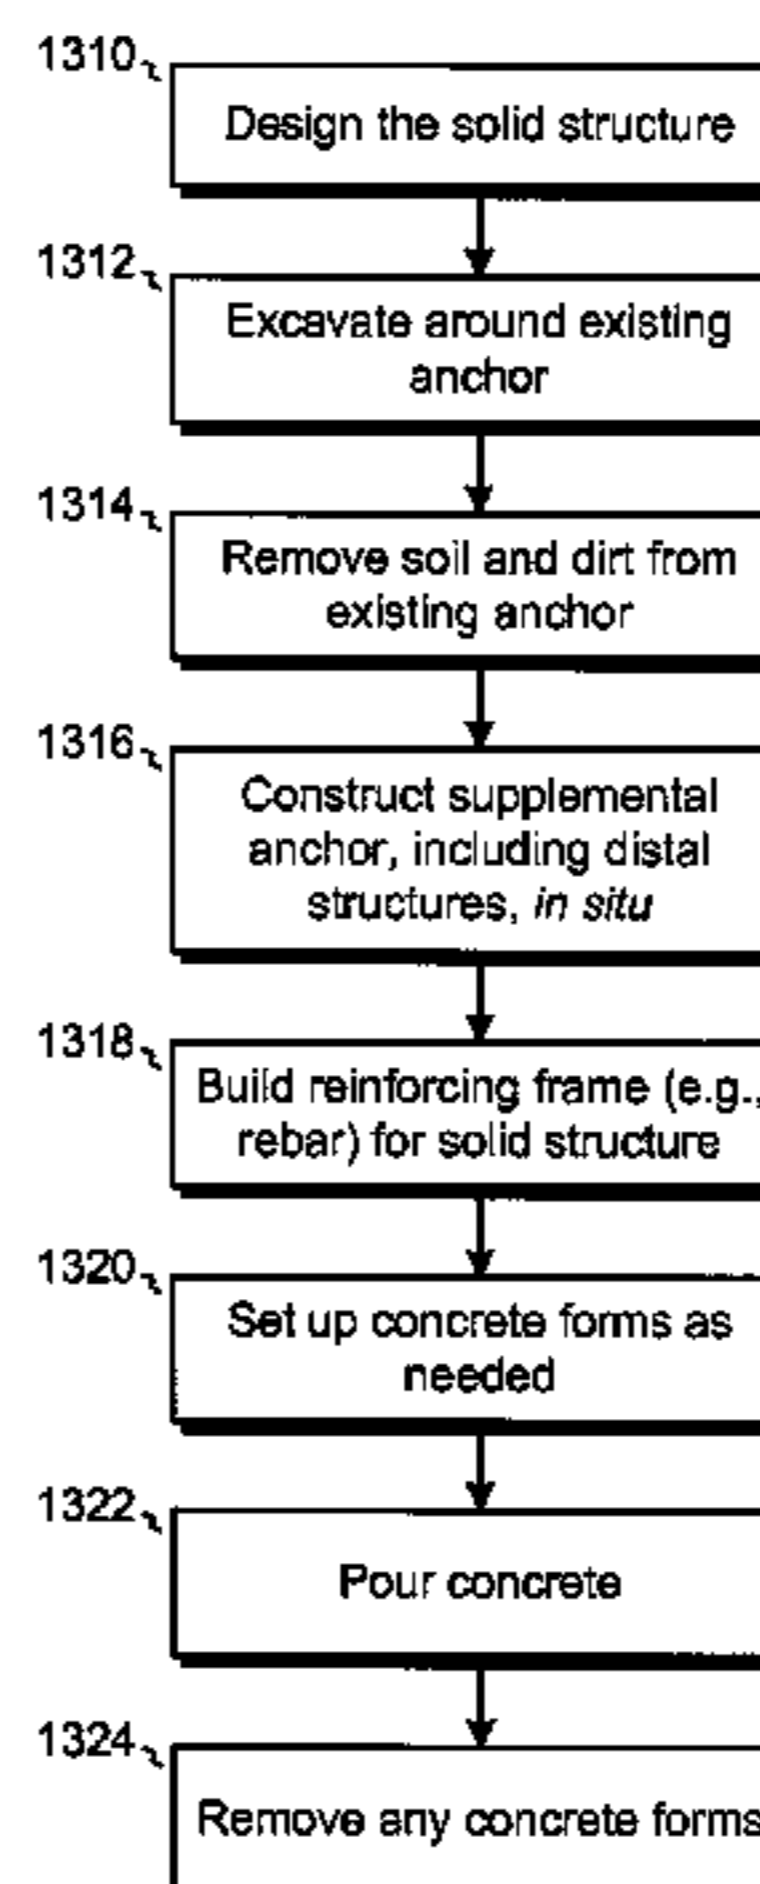 1310
Design the solid structure
1312
Excavate around existing
anchor
1314
Remove soil and dirt from
existing anchor
1316
Construct supplemental
anchor, including distal
structures, in situ
1318
Build reinforcing frame (e.g.,
rebar) for solid structure
1320
Set up concrete forms as
needed
1322
Pour concrete
1324
Remove any concrete forms